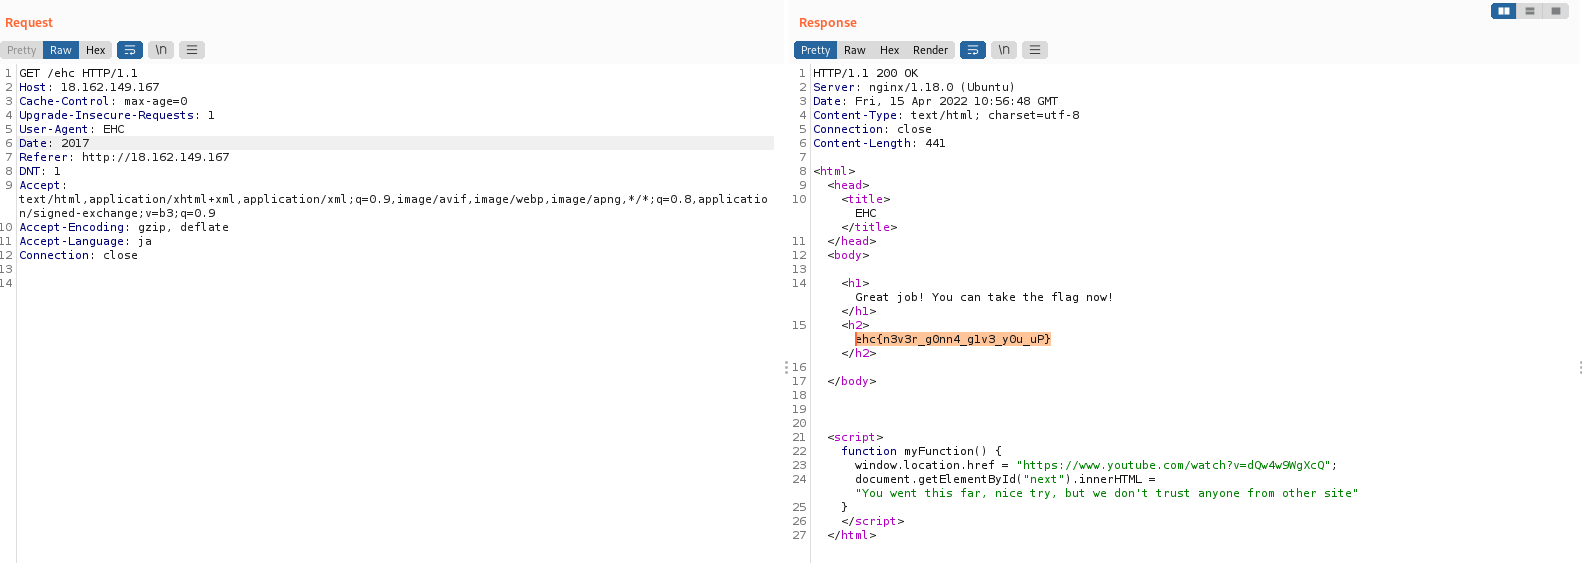 Request
Pretty Raw Hex \n
1 GET /ehc HTTP/1.1
2 Host: 18.162.149.167
3 Cache-Control: max-age=0
4 Upgrade-Insecure-Requests: 1
5 User-Agent: EHC
6 Date: 2017
7 Referer: http://18.162.149.167
8 DNT: 1
9 Accept:
text/html,application/xhtml+xml,application/xml;q=0.9,image/avif,image/webp,image/apng,*/*;q=0.8,applicatio
n/signed-exchange;v=b3;q=0.9
10 Accept-Encoding: gzip, deflate
11 Accept-Language: ja
12 Connection: close
13
14
Response
Pretty Raw Hex Render \n
1 HTTP/1.1 200 OK
2 Server: nginx/1.18.0 (Ubuntu)
3 Date: Fri, 15 Apr 2022 10:56:48 GMT
4 Content-Type: text/html; charset=utf-8
5 Connection: close
6 Content-Length: 441
7
8 <html>
9 <head>
10 <title>
EHC
</title>
11 </head>
12 <body>
13
14 <h1>
Great job! You can take the flag now!
</h1>
15 <h2>
ehc{n3v3r_g0nn4_g1v3_y0u_uP}
</h2>
16
17 </body>
18
19
20
21 <script>
22 function myFunction() {
23 window.location.href = "https://www.youtube.com/watch?v=dQw4w9WgXcQ";
24 document.getElementById("next").innerHTML =
"You went this far, nice try, but we don't trust anyone from other site"
25 }
26 </script>
27 </html>